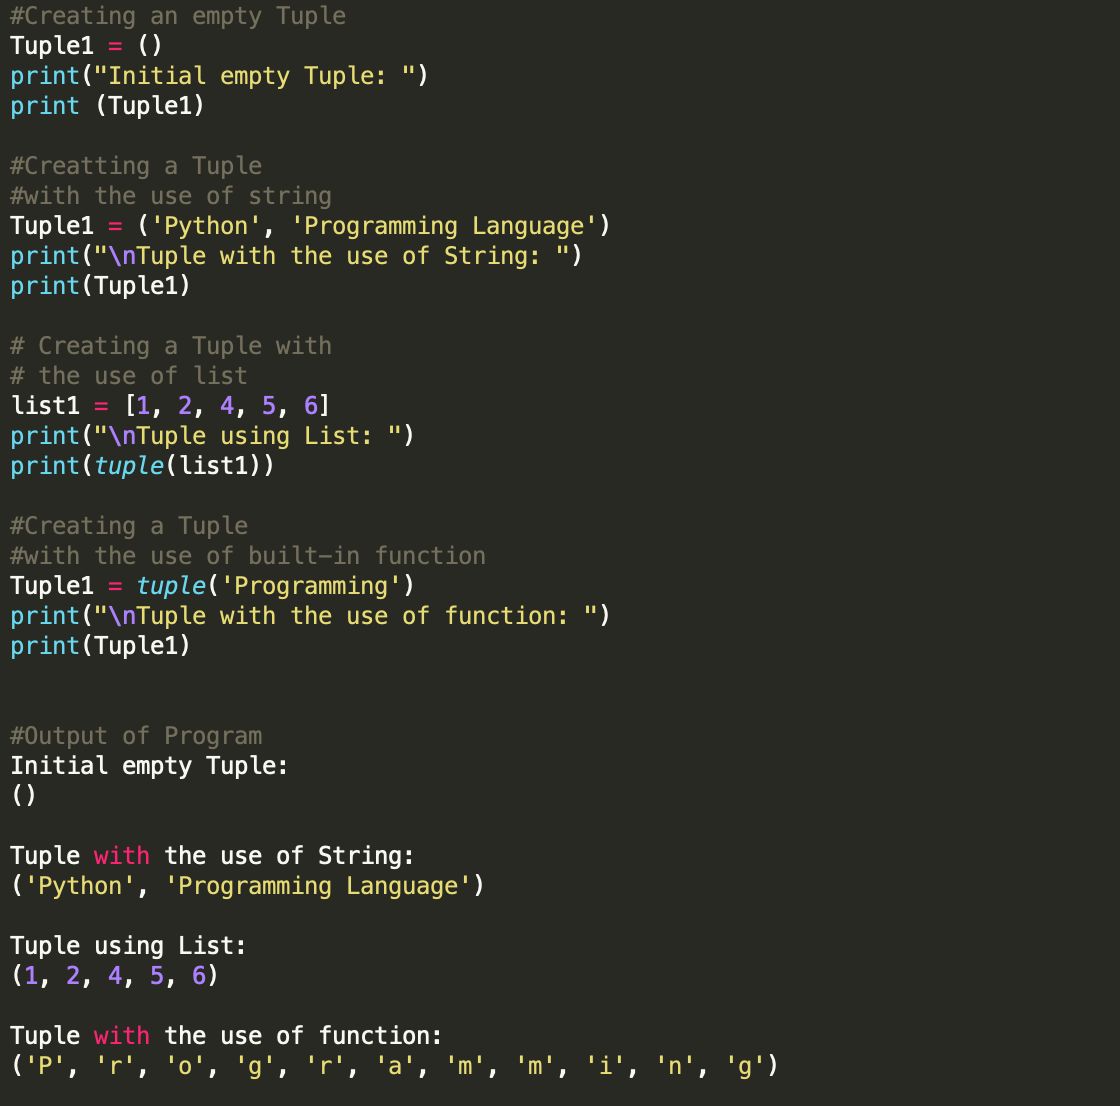 #Creating an empty Tuple
Tuple1 = ()
print("Initial empty Tuple: ")
print (Tuple1)

#Creatting a Tuple
#with the use of string
Tuple1 = ('Python', 'Programming Language')
print("\nTuple with the use of String: ")
print(Tuple1)

# Creating a Tuple with
# the use of list
list1 = [1, 2, 4, 5, 6]
print("\nTuple using List: ")
print(tuple(list1))

#Creating a Tuple
#with the use of built-in function
Tuple1 = tuple('Programming')
print("\nTuple with the use of function: ")
print(Tuple1)


#Output of Program
Initial empty Tuple:
()

Tuple with the use of String:
('Python', 'Programming Language')

Tuple using List:
(1, 2, 4, 5, 6)

Tuple with the use of function:
('P', 'r', 'o', 'g', 'r', 'a', 'm', 'm', 'i', 'n', 'g')